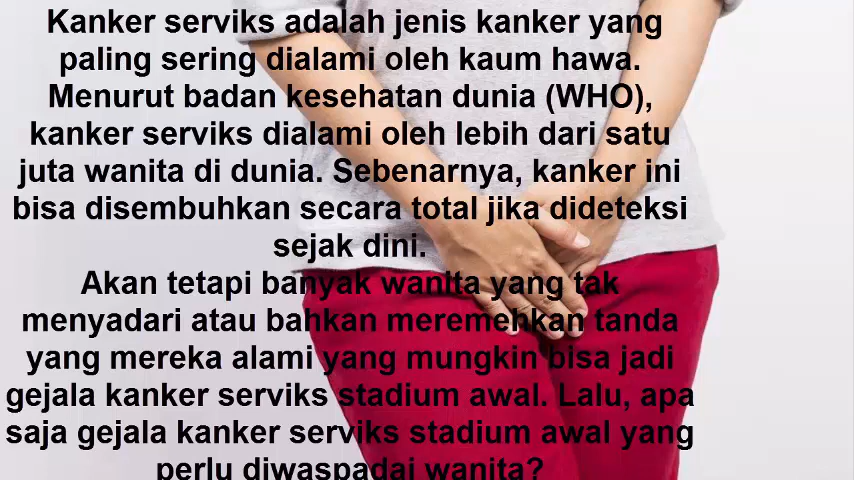 Kanker serviks adalah jenis kanker yang
paling sering dialami oleh kaum hawa.
Menurut badan kesehatan dunia (WHO),
kanker serviks dialami oleh lebih dari satu
juta wanita di dunia. Sebenarnya, kanker ini
bisa disembuhkan secara total jika dideteksi
sejak dini.
Akan tetapi banyak wanita yang tak
menyadari atau bahkan meremehkan tanda
yang mereka alami yang mungkin bisa jadi
gejala kanker serviks stadium awal. Lalu, apa
saja gejala kanker serviks stadium awal yang
perlu diwaspadai wanita?